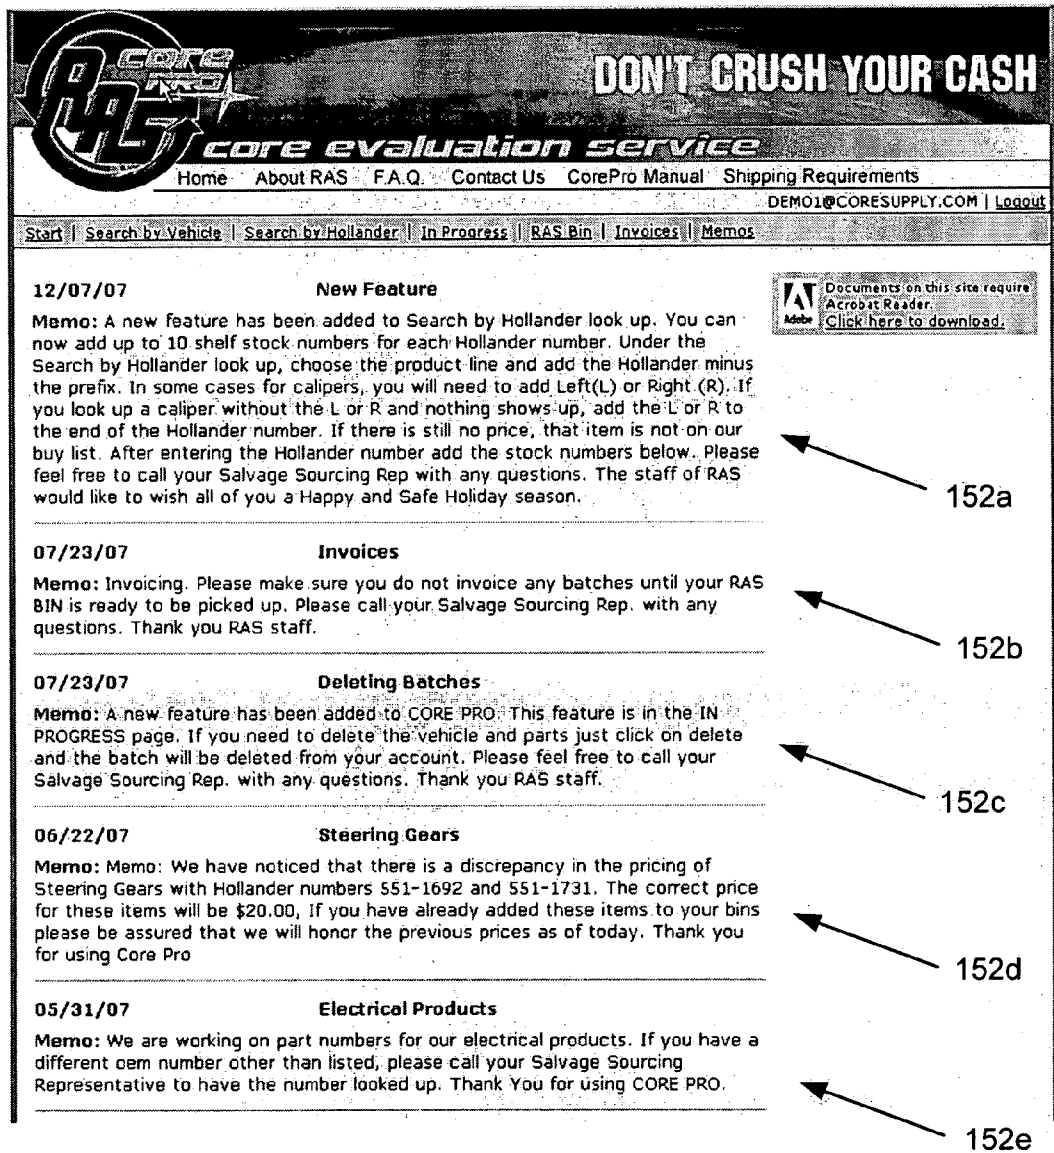 core
PRO
RAS
DON'T CRUSH YOUR CASH
core evaluation service
Home About RAS F.A.Q. Contact Us CorePro Manual Shipping Requirements
DEMO1@CORESUPPLY.COM | Logout
Start | Search by Vehicle | Search by Hollander | In Progress | RAS Bin | Invoices | Memos
12/07/07 New Feature
Memo: A new feature has been added to Search by Hollander look up. You can
now add up to 10 shelf stock numbers for each Hollander number. Under the
Search by Hollander look up, choose the product line and add the Hollander minus
the prefix. In some cases for calipers, you will need to add Left(L) or Right (R). If
you look up a caliper without the L or R and nothing shows up, add the L or R to
the end of the Hollander number. If there is still no price, that item is not on our
buy list. After entering the Hollander number add the stock numbers below. Please
feel free to call your Salvage Sourcing Rep with any questions. The staff of RAS
would like to wish all of you a Happy and Safe Holiday season.
Adobe
Documents on this site require
Acrobat Reader.
Click here to download.
152a
07/23/07 Invoices
Memo: Invoicing. Please make sure you do not invoice any batches until your RAS
BIN is ready to be picked up. Please call your Salvage Sourcing Rep. with any
questions. Thank you RAS staff.
152b
07/23/07 Deleting Batches
Memo: A new feature has been added to CORE PRO. This feature is in the IN
PROGRESS page. If you need to delete the vehicle and parts just click on delete
and the batch will be deleted from your account. Please feel free to call your
Salvage Sourcing Rep. with any questions. Thank you RAS staff.
152c
06/22/07 Steering Gears
Memo: Memo: We have noticed that there is a discrepancy in the pricing of
Steering Gears with Hollander numbers 551-1692 and 551-1731. The correct price
for these items will be $20.00, If you have already added these items to your bins
please be assured that we will honor the previous prices as of today. Thank you
for using Core Pro
152d
05/31/07 Electrical Products
Memo: We are working on part numbers for our electrical products. If you have a
different oem number other than listed, please call your Salvage Sourcing
Representative to have the number looked up. Thank You for using CORE PRO.
152e